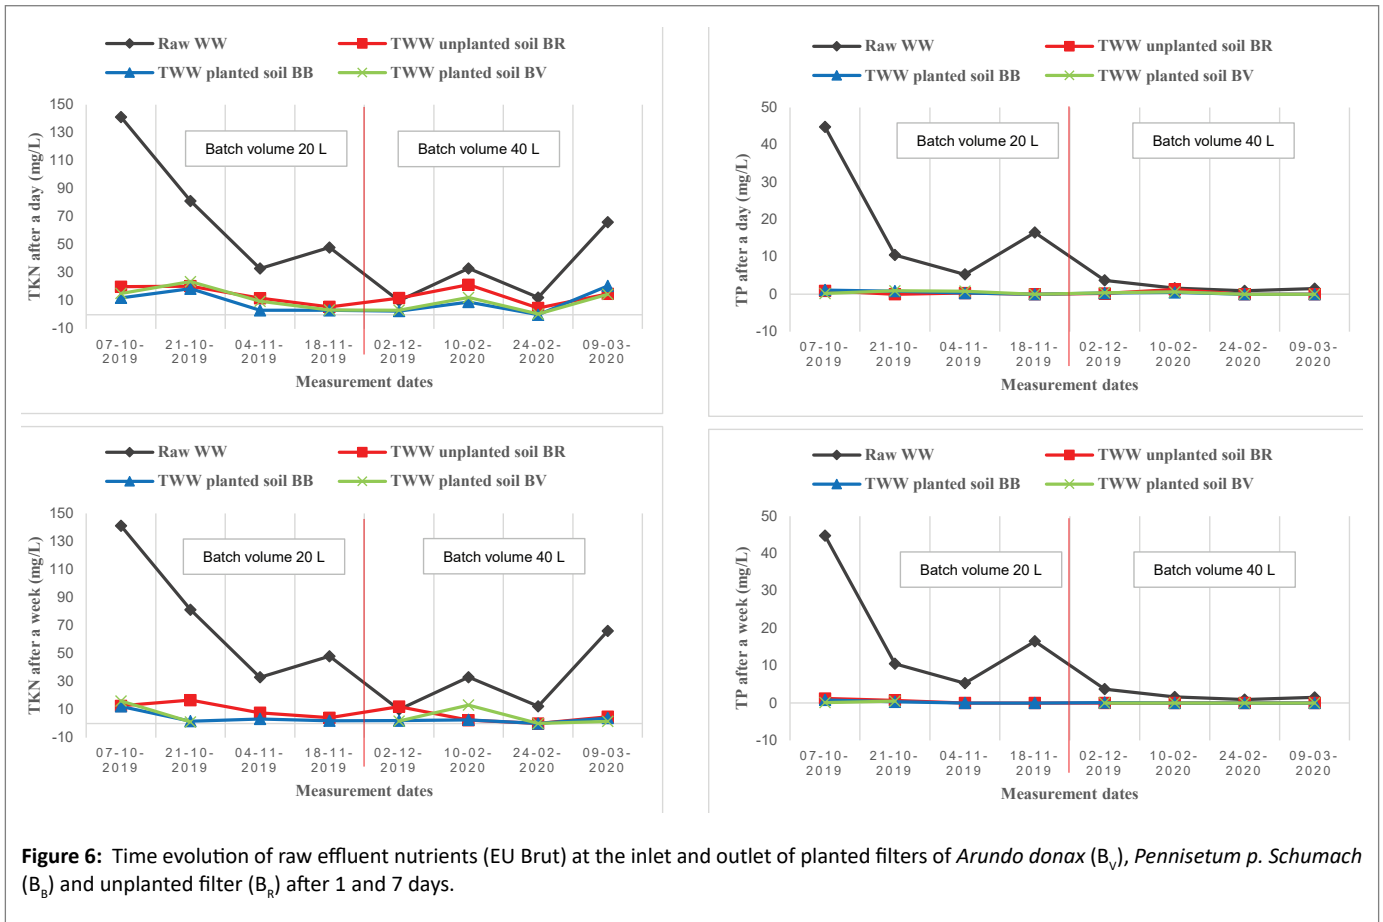 Raw WW
TWW unplanted soil BR
TWW planted soil BB
TWW planted soil BV
TKN after a day (mg/L)
150
130
110
90
70
50
30
10
-10
Batch volume 20 L
Batch volume 40 L
07-10-2019
21-10-2019
04-11-2019
18-11-2019
02-12-2019
10-02-2020
24-02-2020
09-03-2020
Measurement dates
Raw WW
TWW unplanted soil BR
TWW planted soil BB
TWW planted soil BV
TP after a day (mg/L)
50
40
30
20
10
0
-10
Batch volume 20 L
Batch volume 40 L
07-10-2019
21-10-2019
04-11-2019
18-11-2019
02-12-2019
10-02-2020
24-02-2020
09-03-2020
Measurement dates
Raw WW
TWW unplanted soil BR
TWW planted soil BB
TWW planted soil BV
TKN after a week (mg/L)
150
130
110
90
70
50
30
10
-10
Batch volume 20 L
Batch volume 40 L
07-10-2019
21-10-2019
04-11-2019
18-11-2019
02-12-2019
10-02-2020
24-02-2020
09-03-2020
Measurement dates
Raw WW
TWW unplanted soil BR
TWW planted soil BB
TWW planted soil BV
TP after a week (mg/L)
50
40
30
20
10
0
-10
Batch volume 20 L
Batch volume 40 L
07-10-2019
21-10-2019
04-11-2019
18-11-2019
02-12-2019
10-02-2020
24-02-2020
09-03-2020
Measurement dates
Figure 6: Time evolution of raw effluent nutrients (EU Brut) at the inlet and outlet of planted filters of Arundo donax (BV), Pennisetum p. Schumach
(BB) and unplanted filter (BR) after 1 and 7 days.